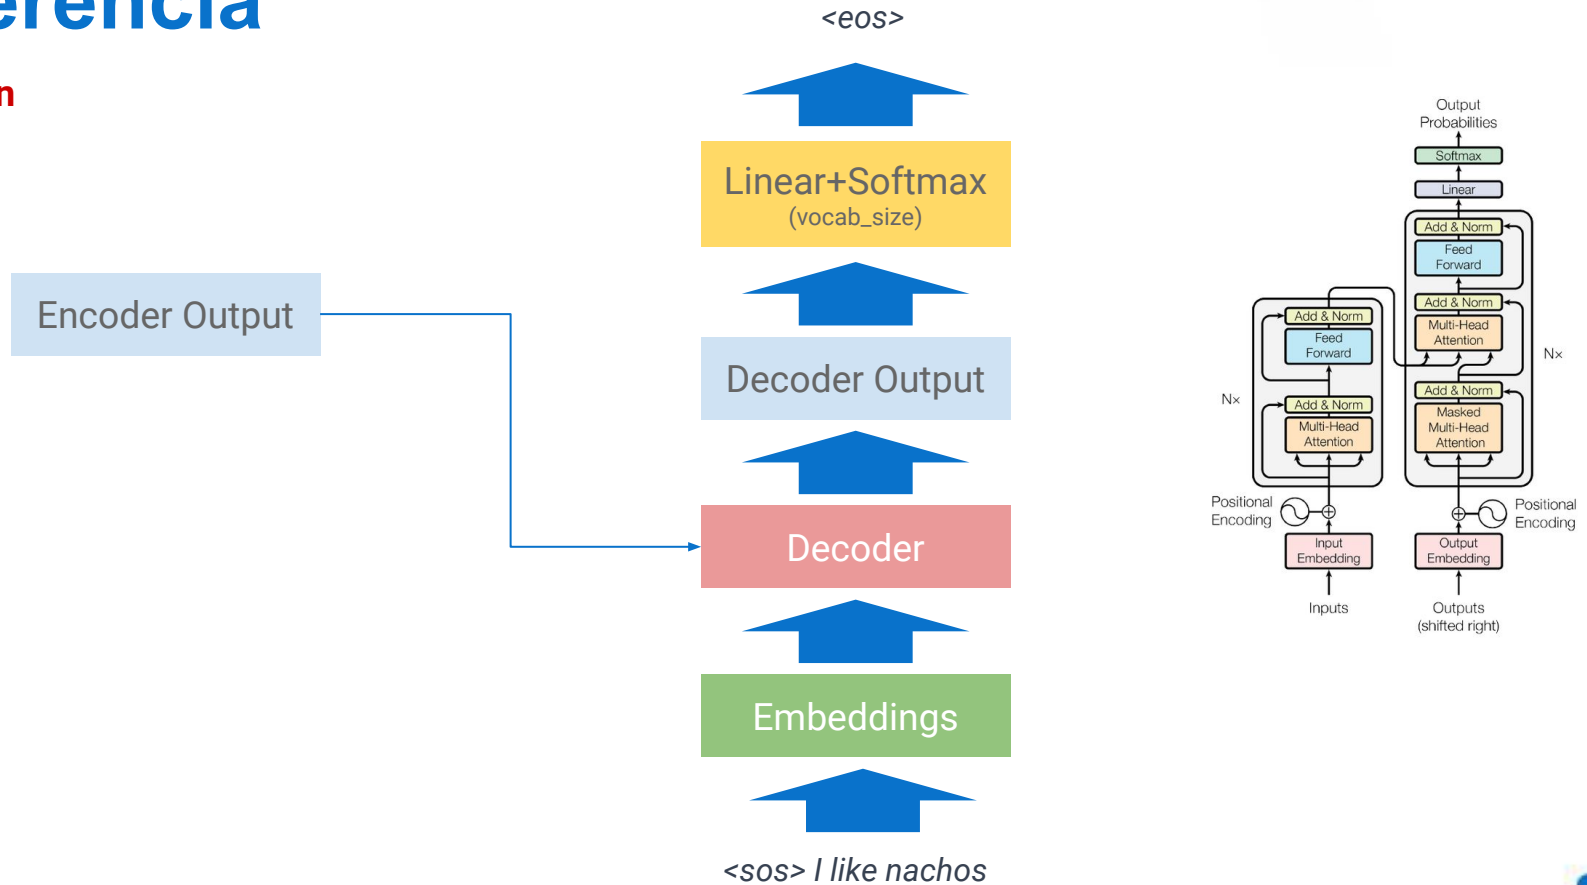 erencia
n
<eos>
Linear+Softmax
(vocab_size)
Encoder Output
Decoder Output
Decoder
Embeddings
<sos> I like nachos
Output
Probabilities
Softmax
Linear
Add & Norm
Feed
Forward
Add & Norm
Multi-Head
Attention
Nx
Add & Norm
Masked
Multi-Head
Attention
Add & Norm
Feed
Forward
Nx
Add & Norm
Multi-Head
Attention
Positional
Encoding
Positional
Encoding
Input
Embedding
Output
Embedding
Inputs
Outputs
(shifted right)